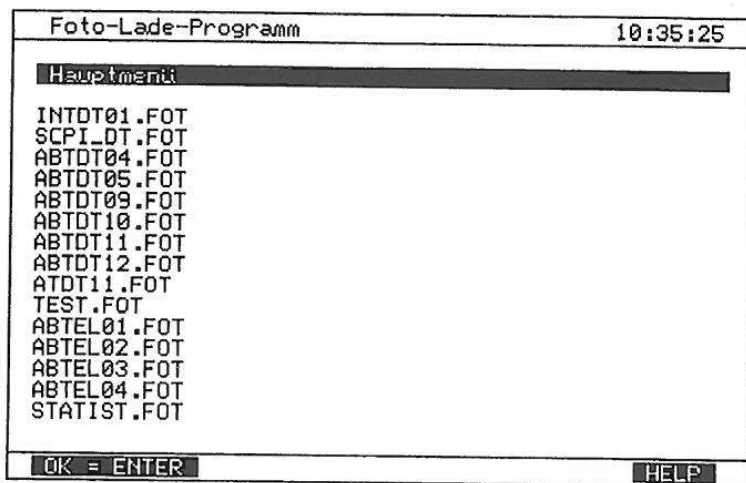 Foto-Lade-Programm 10:35:25
Hauptmenü
INTDT01.FOT
SCPI_DT.FOT
ABTDT04.FOT
ABTDT05.FOT
ABTDT09.FOT
ABTDT10.FOT
ABTDT11.FOT
ABTDT12.FOT
ATDT11.FOT
TEST.FOT
ABTEL01.FOT
ABTEL02.FOT
ABTEL03.FOT
ABTEL04.FOT
STATIST.FOT
OK = ENTER HELP